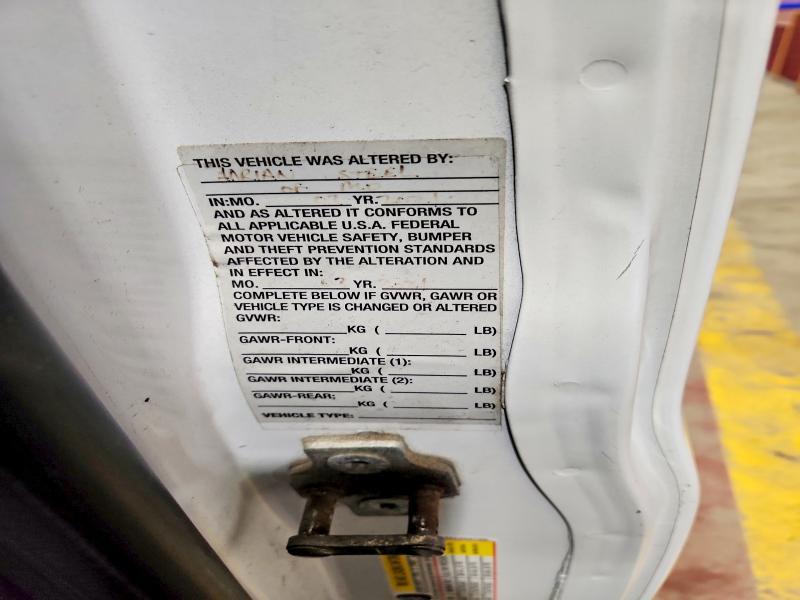 THIS VEHICLE WAS ALTERED BY:
ADRIAN STEEL
OF
IN:MO. YR.
AND AS ALTERED IT CONFORMS TO
ALL APPLICABLE U.S.A. FEDERAL
MOTOR VEHICLE SAFETY, BUMPER
AND THEFT PREVENTION STANDARDS
AFFECTED BY THE ALTERATION AND
IN EFFECT IN:
MO. YR.
COMPLETE BELOW IF GVWR, GAWR OR
VEHICLE TYPE IS CHANGED OR ALTERED
GVWR:
KG ( LB)
GAWR-FRONT:
KG ( LB)
GAWR INTERMEDIATE (1):
KG ( LB)
GAWR INTERMEDIATE (2):
KG ( LB)
GAWR-REAR:
KG ( LB)
VEHICLE TYPE: